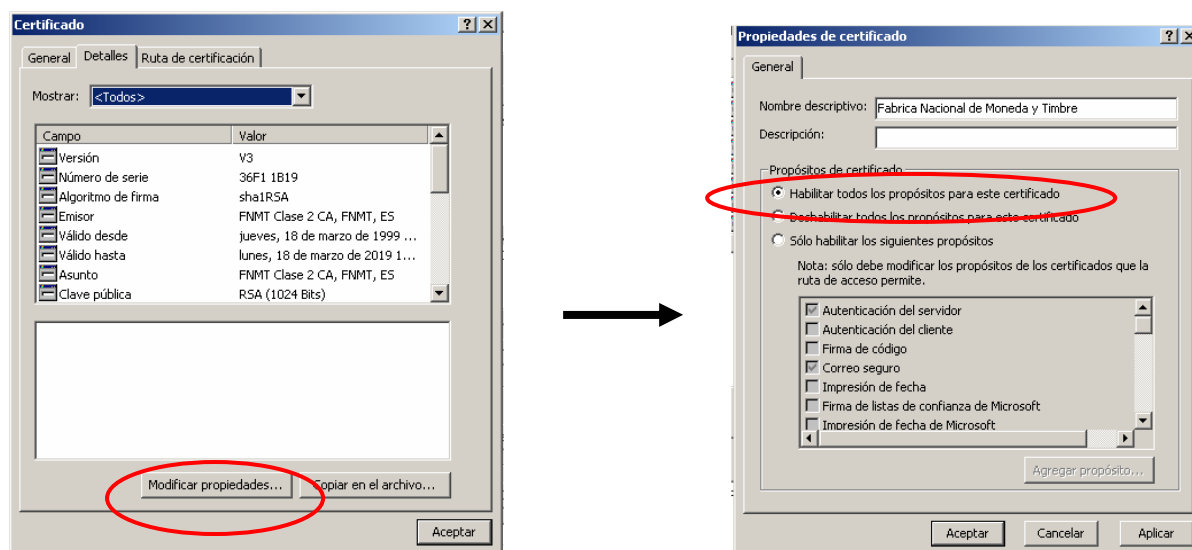 Certificado
General Detalles Ruta de certificación
Mostrar: <Todos>
Campo Valor
Versión V3
Número de serie 36F1 1B19
Algoritmo de firma sha1RSA
Emisor FNMT Clase 2 CA, FNMT, ES
Válido desde jueves, 18 de marzo de 1999 ...
Válido hasta lunes, 18 de marzo de 2019 1...
Asunto FNMT Clase 2 CA, FNMT, ES
Clave pública RSA (1024 Bits)
Modificar propiedades... Copiar en el archivo...
Aceptar
Propiedades de certificado
General
Nombre descriptivo: Fabrica Nacional de Moneda y Timbre
Descripción:
Propósitos de certificado
Habilitar todos los propósitos para este certificado
Deshabilitar todos los propósitos para este certificado
Sólo habilitar los siguientes propósitos
Nota: sólo debe modificar los propósitos de los certificados que la
ruta de acceso permite.
Autenticación del servidor
Autenticación del cliente
Firma de código
Correo seguro
Impresión de fecha
Firma de listas de confianza de Microsoft
Impresión de fecha de Microsoft
Agregar propósito...
Aceptar Cancelar Aplicar